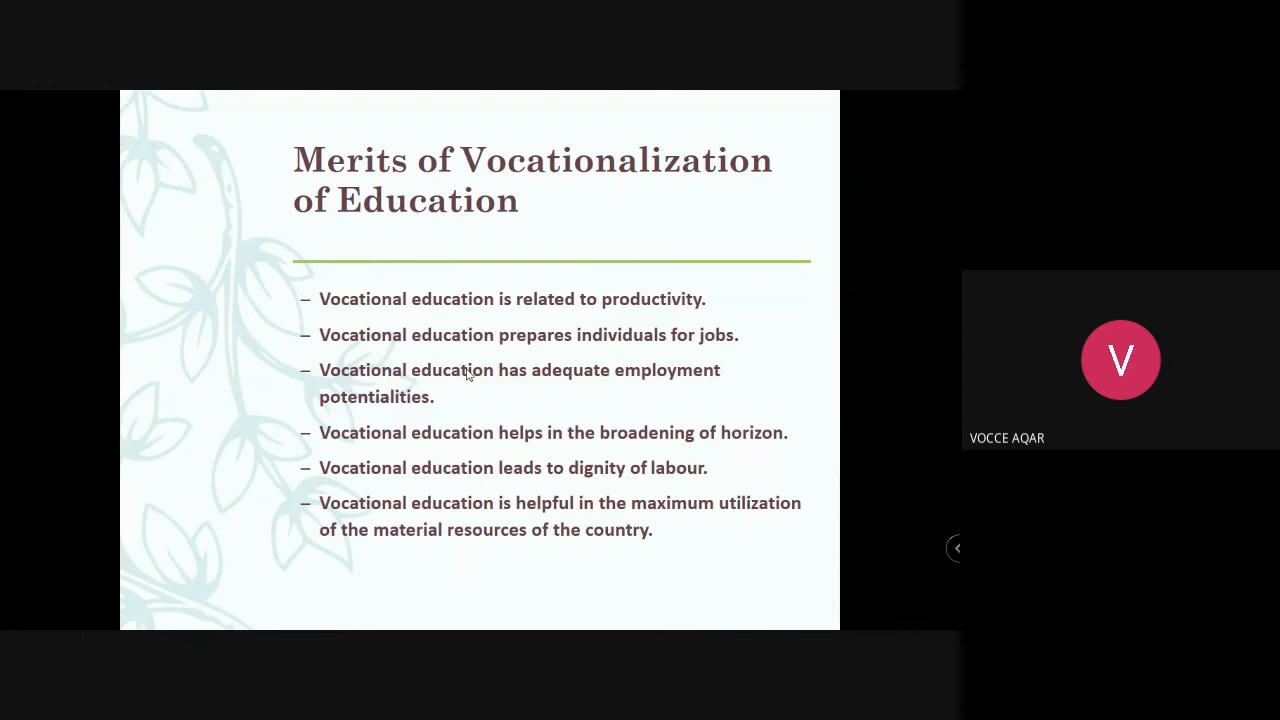 Merits of Vocationalization
of Education
– Vocational education is related to productivity.
– Vocational education prepares individuals for jobs.
– Vocational education has adequate employment
potentialities.
– Vocational education helps in the broadening of horizon.
– Vocational education leads to dignity of labour.
– Vocational education is helpful in the maximum utilization
of the material resources of the country.
V
VOCCE AQAR